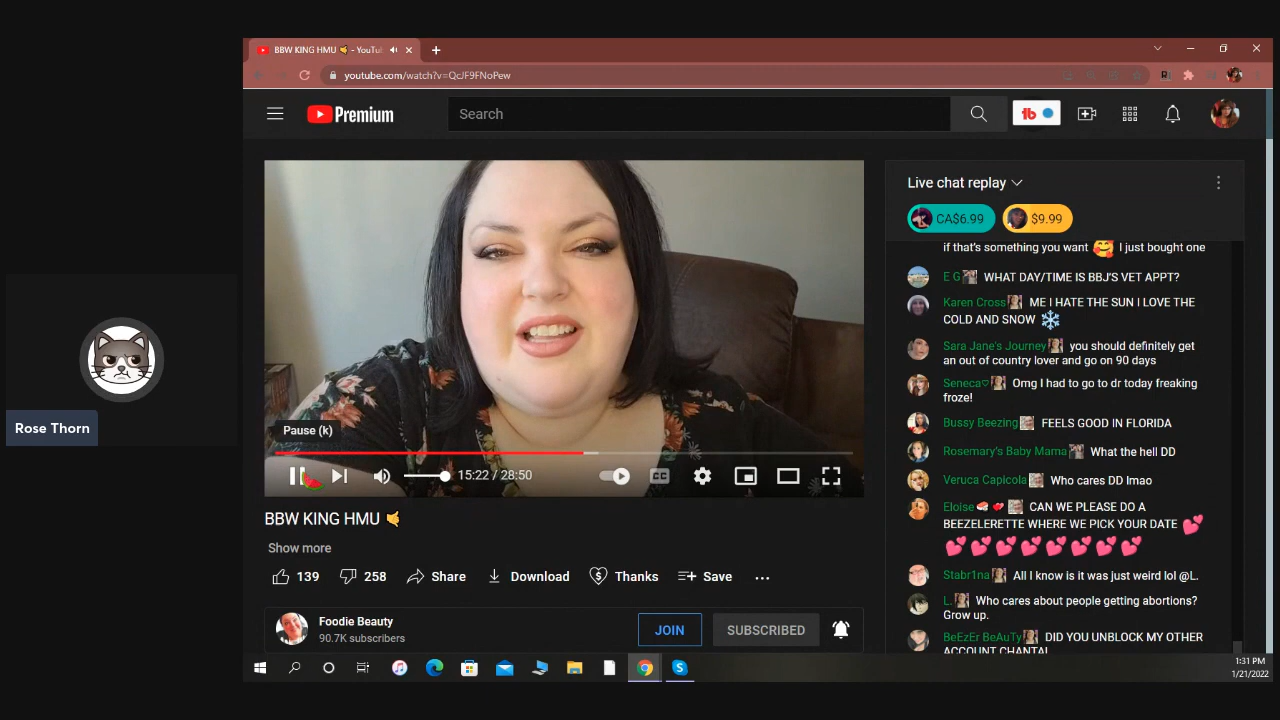 BBW KING HMU 🤙 - YouTu
youtube.com/watch?v=QcJF9FNoPew
Premium
Search
Live chat replay
CA$6.99 $9.99
if that's something you want 🥰 I just bought one
E G WHAT DAY/TIME IS BBJ'S VET APPT?
Karen Cross ME I HATE THE SUN I LOVE THE
COLD AND SNOW ❄️
Sara Jane's Journey you should definitely get
an out of country lover and go on 90 days
Seneca♡ Omg I had to go to dr today freaking
froze!
Bussy Beezing FEELS GOOD IN FLORIDA
Rosemary's Baby Mama What the hell DD
Veruca Capicola Who cares DD lmao
Eloise CAN WE PLEASE DO A
BEEZELERETTE WHERE WE PICK YOUR DATE 💕
💕💕💕💕💕💕💕💕
Stabr1na All I know is it was just weird lol @L.
L. Who cares about people getting abortions?
Grow up.
BeEzEr BeAuTy DID YOU UNBLOCK MY OTHER
ACCOUNT CHANTAL
Rose Thorn
Pause (k)
15:22 / 28:50
CC
BBW KING HMU 🤙
Show more
139 258 Share Download Thanks Save ...
Foodie Beauty
90.7K subscribers
JOIN SUBSCRIBED
1:31 PM
1/21/2022